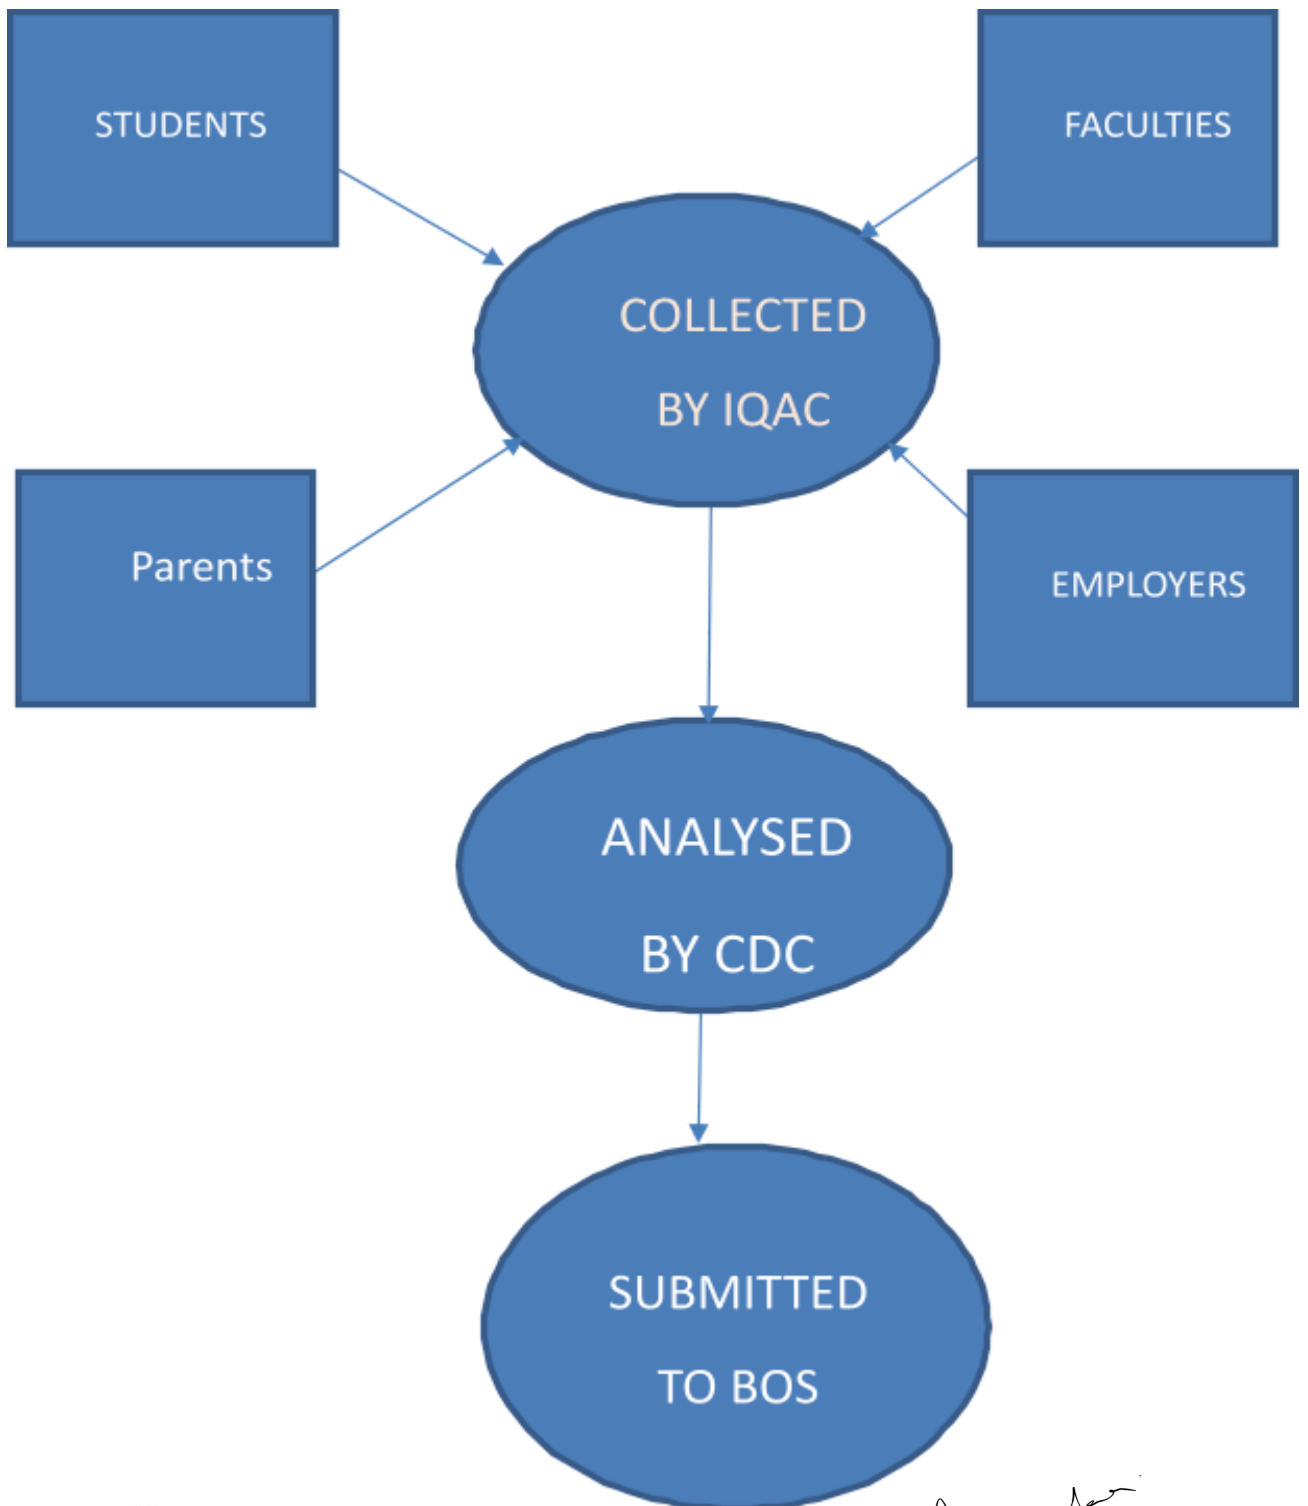 STUDENTS
FACULTIES
COLLECTED
BY IQAC
Parents
EMPLOYERS
ANALYSED
BY CDC
SUBMITTED
TO BOS